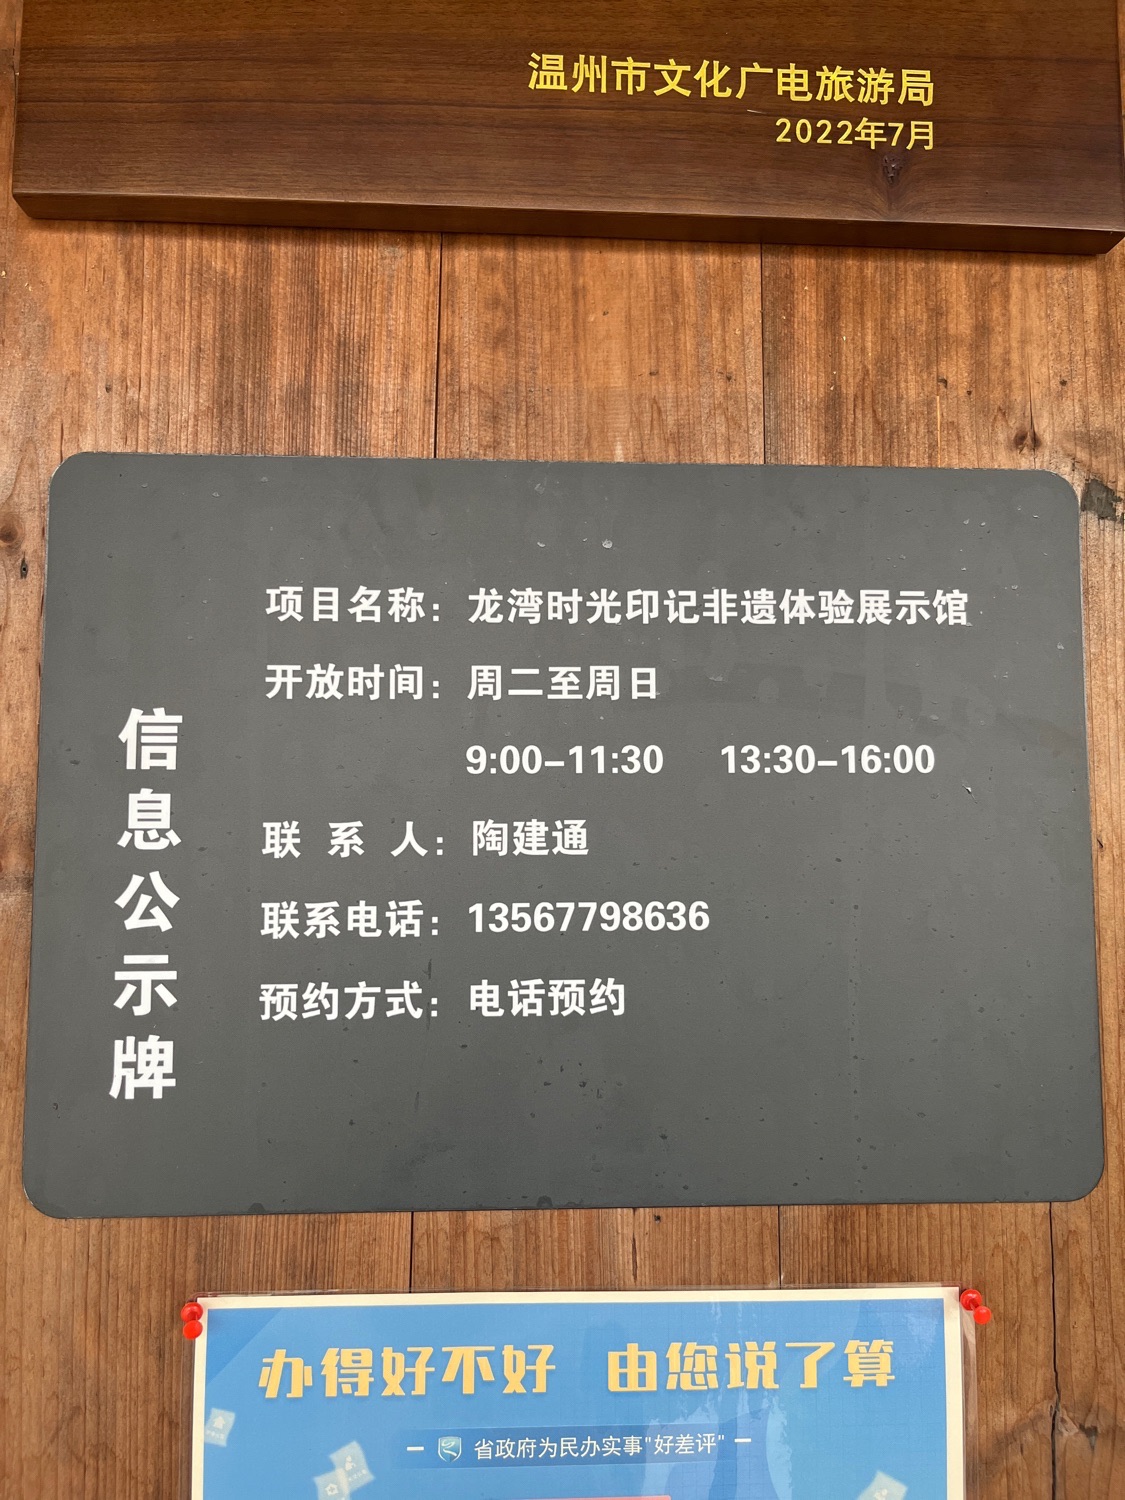 温州市文化广电旅游局
2022年7月
信息公示牌
项目名称：龙湾时光印记非遗体验展示馆
开放时间：周二至周日
9:00-11:30 13:30-16:00
联系人：陶建通
联系电话：13567798636
预约方式：电话预约
办得好不好 由您说了算
省政府为民办实事"好差评"